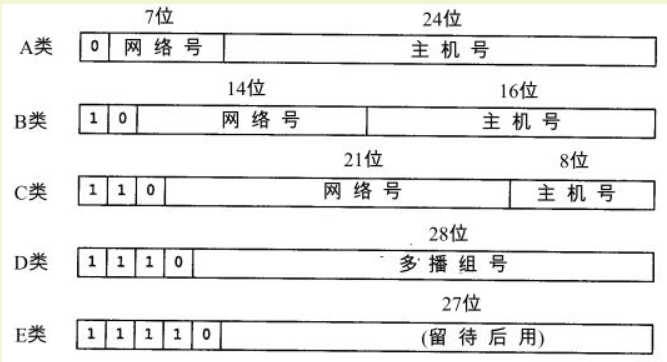 7位 24位
A类 0 网络号 主机号
14位 16位
B类 1 0 网络号 主机号
21位 8位
C类 1 1 0 网络号 主机号
28位
D类 1 1 1 0 多播组号
27位
E类 1 1 1 1 0 (留待后用)